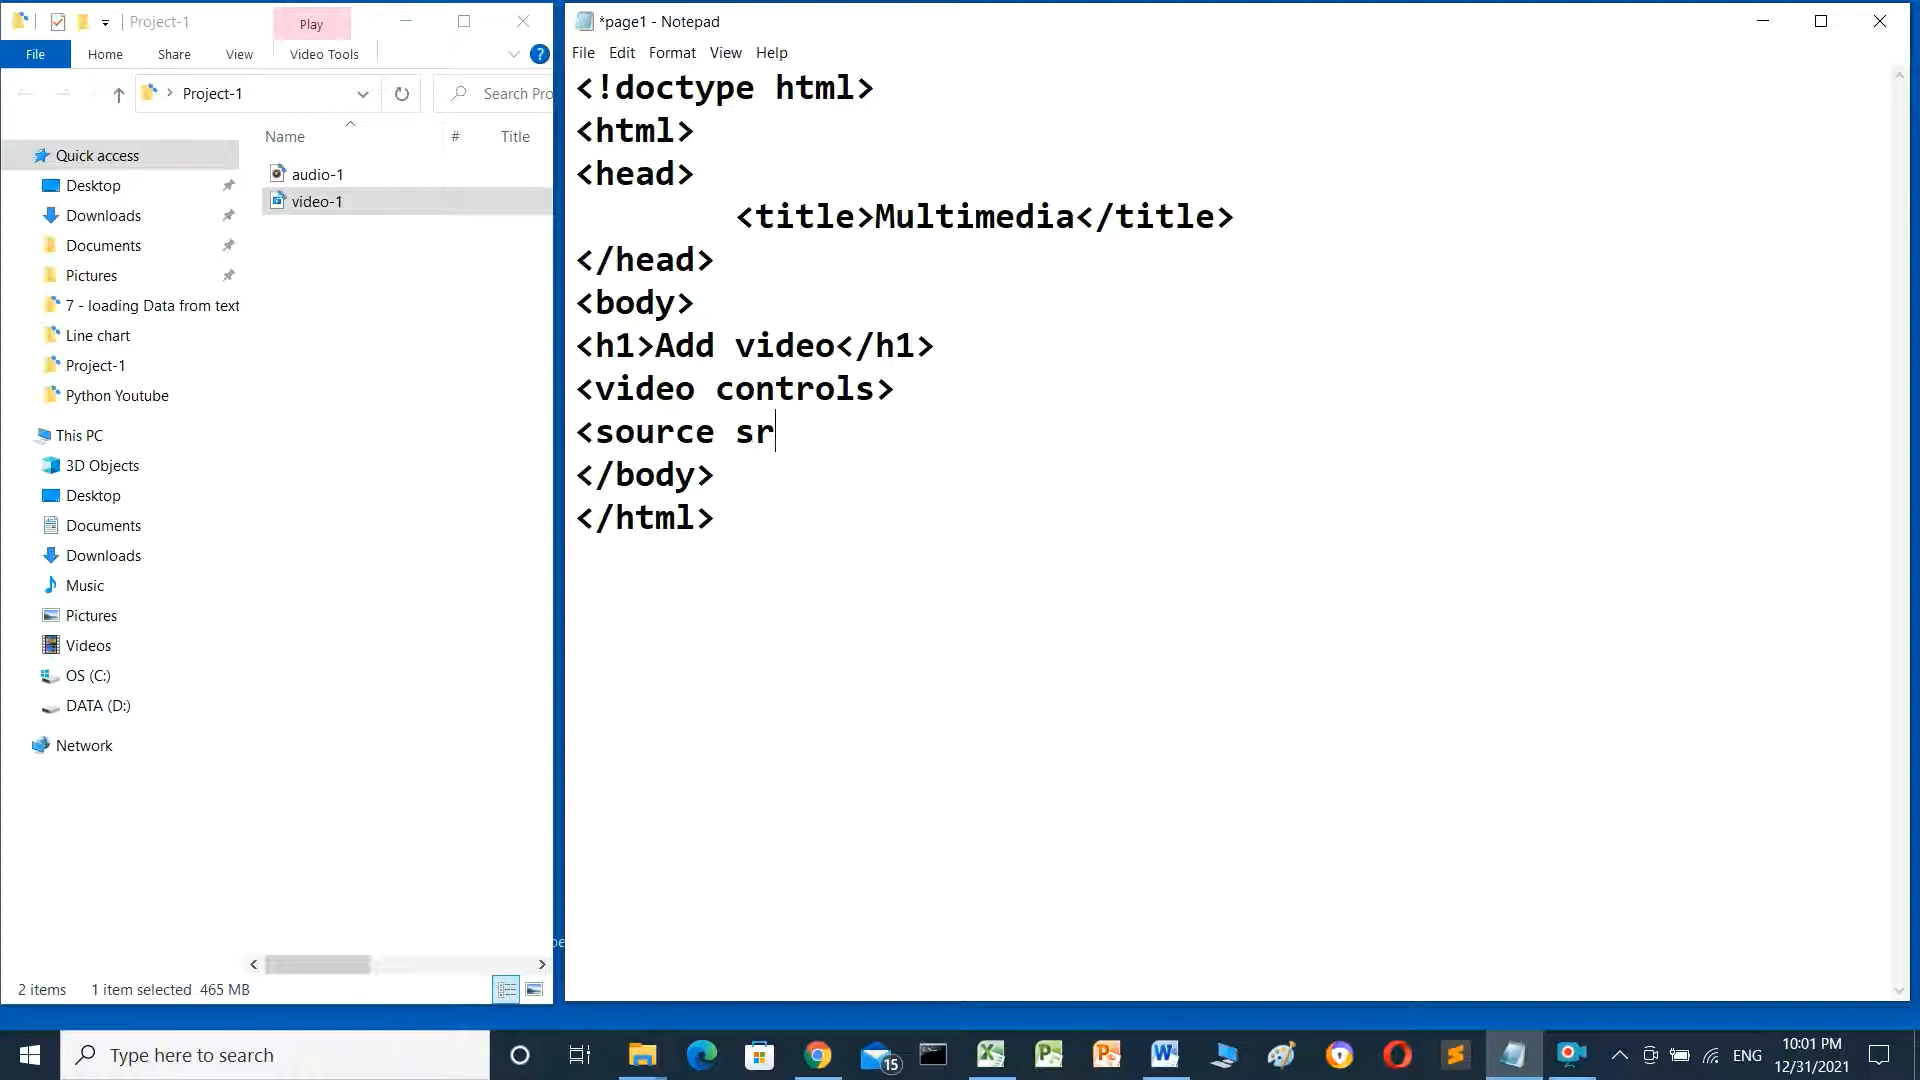 Project-1
Play
File
Home
Share
View
Video Tools
?
Project-1
Search Pro
Name
#
Title
Quick access
audio-1
Desktop
video-1
Downloads
Documents
Pictures
7 - loading Data from text
Line chart
Project-1
Python Youtube
This PC
3D Objects
Desktop
Documents
Downloads
Music
Pictures
Videos
OS (C:)
DATA (D:)
Network
2 items 1 item selected 465 MB
*page1 - Notepad
File Edit Format View Help
<!doctype html>
<html>
<head>
<title>Multimedia</title>
</head>
<body>
<h1>Add video</h1>
<video controls>
<source sr
</body>
</html>
Type here to search
15
ENG
10:01 PM
12/31/2021